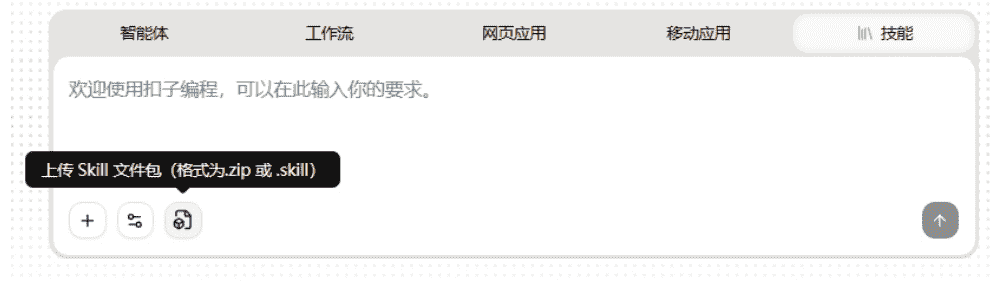 智能体 工作流 网页应用 移动应用 技能
欢迎使用扣子编程，可以在此输入你的要求。
上传 Skill 文件包（格式为.zip 或 .skill）